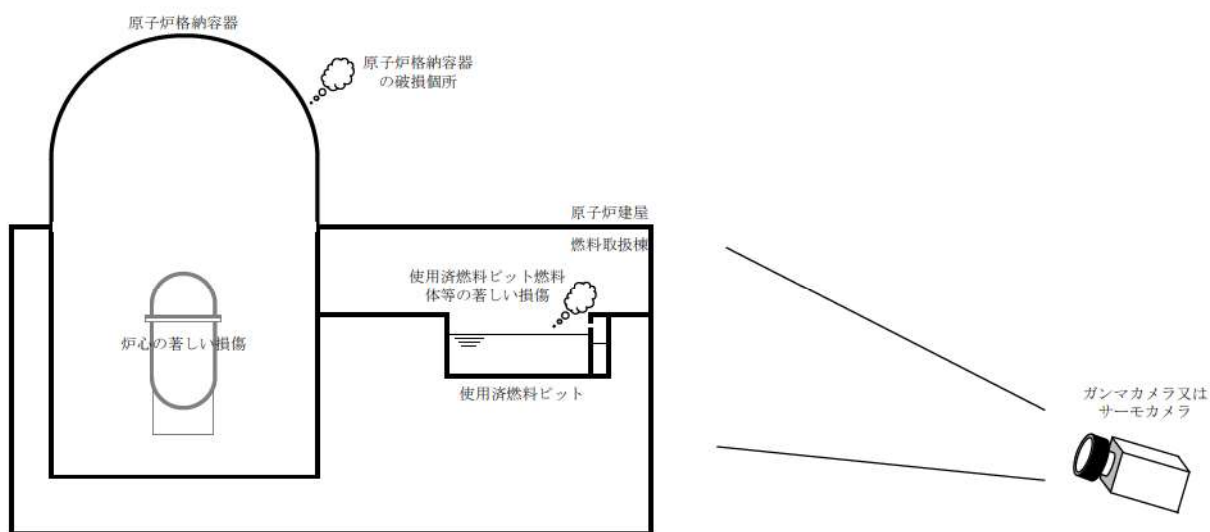 原子炉格納容器
原子炉格納容器
の破損個所
原子炉建屋
燃料取扱棟
使用済燃料ピット燃料
体等の著しい損傷
炉心の著しい損傷
使用済燃料ピット
ガンマカメラ又は
サーモカメラ